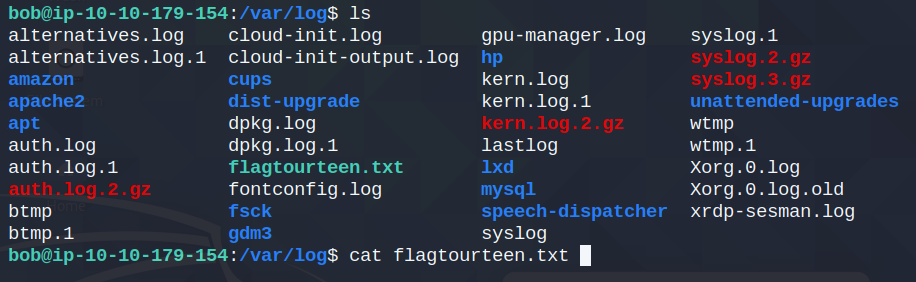 bob@ip-10-10-179-154:/var/log$ ls
alternatives.log cloud-init.log gpu-manager.log syslog.1
alternatives.log.1 cloud-init-output.log hp syslog.2.gz
amazon cups kern.log syslog.3.gz
apache2 dist-upgrade kern.log.1 unattended-upgrades
apt dpkg.log kern.log.2.gz wtmp
auth.log dpkg.log.1 lastlog wtmp.1
auth.log.1 flagtourteen.txt lxd Xorg.0.log
auth.log.2.gz fontconfig.log mysql Xorg.0.log.old
btmp fsck speech-dispatcher xrdp-sesman.log
btmp.1 gdm3 syslog
bob@ip-10-10-179-154:/var/log$ cat flagtourteen.txt